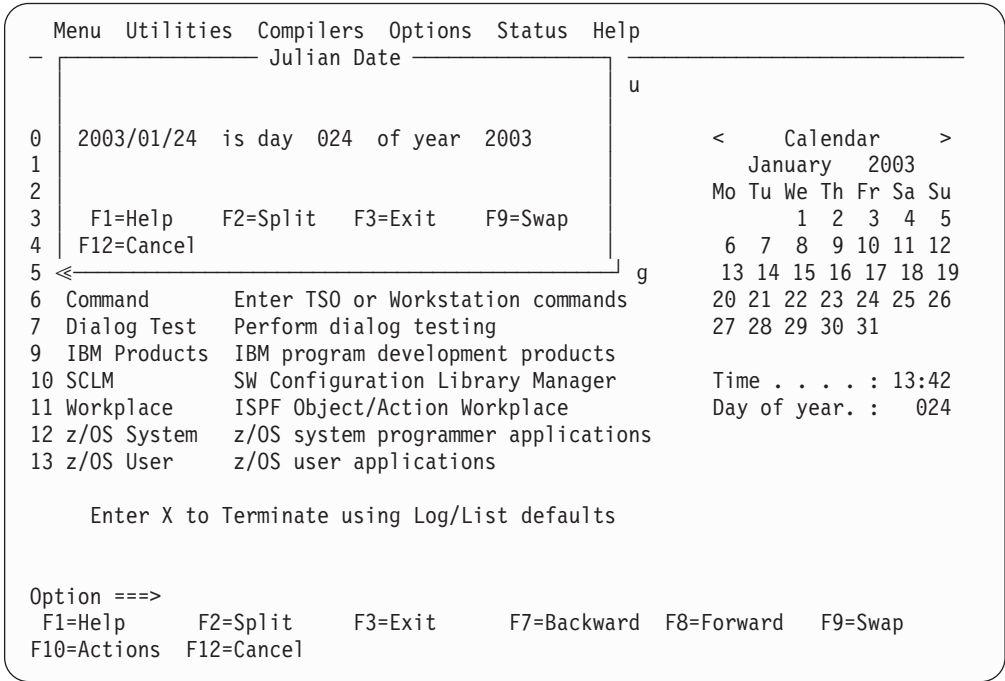 Menu Utilities Compilers Options Status Help
Julian Date
u
0 2003/01/24 is day 024 of year 2003 < Calendar >
1 January 2003
2 Mo Tu We Th Fr Sa Su
3 F1=Help F2=Split F3=Exit F9=Swap 1 2 3 4 5
4 F12=Cancel 6 7 8 9 10 11 12
5 g 13 14 15 16 17 18 19
6 Command Enter TSO or Workstation commands 20 21 22 23 24 25 26
7 Dialog Test Perform dialog testing 27 28 29 30 31
9 IBM Products IBM program development products
10 SCLM SW Configuration Library Manager Time . . . . : 13:42
11 Workplace ISPF Object/Action Workplace Day of year. : 024
12 z/OS System z/OS system programmer applications
13 z/OS User z/OS user applications
Enter X to Terminate using Log/List defaults
Option ===>
F1=Help F2=Split F3=Exit F7=Backward F8=Forward F9=Swap
F10=Actions F12=Cancel